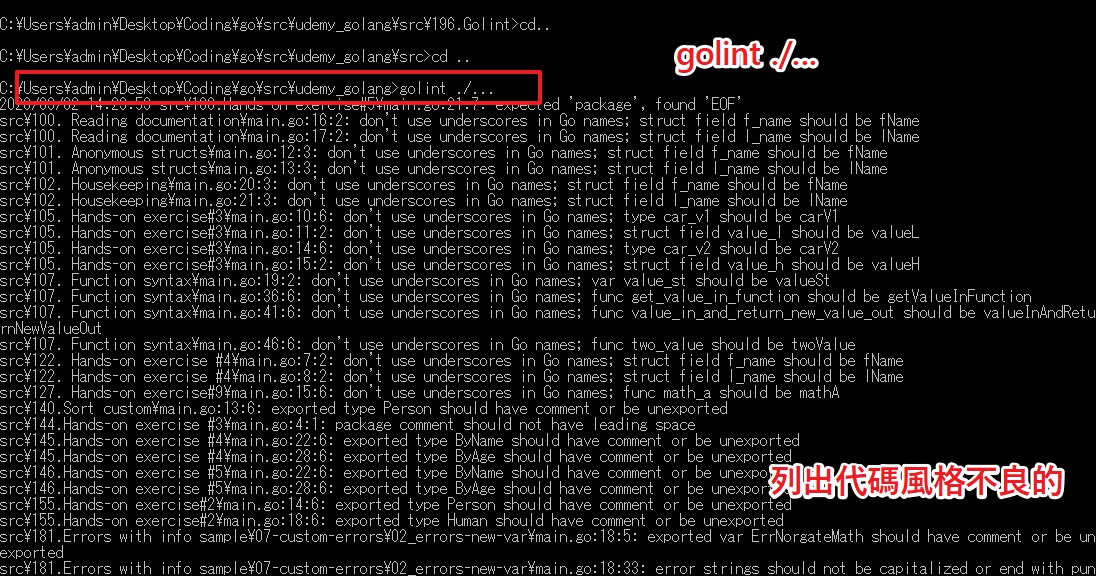 C:¥Users¥admin¥Desktop¥Coding¥go¥src¥udemy_golang¥src¥196.Golint>cd..
C:¥Users¥admin¥Desktop¥Coding¥go¥src¥udemy_golang¥src>cd ..
golint ./...
C:¥Users¥admin¥Desktop¥Coding¥go¥src¥udemy_golang>golint ./...
expected 'package', found 'EOF'
src¥100. Reading documentation¥main.go:16:2: don't use underscores in Go names; struct field f_name should be fName
src¥100. Reading documentation¥main.go:17:2: don't use underscores in Go names; struct field l_name should be lName
src¥101. Anonymous structs¥main.go:12:3: don't use underscores in Go names; struct field f_name should be fName
src¥101. Anonymous structs¥main.go:13:3: don't use underscores in Go names; struct field l_name should be lName
src¥102. Housekeeping¥main.go:20:3: don't use underscores in Go names; struct field f_name should be fName
src¥102. Housekeeping¥main.go:21:3: don't use underscores in Go names; struct field l_name should be lName
src¥105. Hands-on exercise#3¥main.go:10:6: don't use underscores in Go names; type car_v1 should be carV1
src¥105. Hands-on exercise#3¥main.go:11:2: don't use underscores in Go names; struct field value_l should be valueL
src¥105. Hands-on exercise#3¥main.go:14:6: don't use underscores in Go names; type car_v2 should be carV2
src¥105. Hands-on exercise#3¥main.go:15:2: don't use underscores in Go names; struct field value_h should be valueH
src¥107. Function syntax¥main.go:19:2: don't use underscores in Go names; var value_st should be valueSt
src¥107. Function syntax¥main.go:36:6: don't use underscores in Go names; func get_value_in_function should be getValueInFunction
src¥107. Function syntax¥main.go:41:6: don't use underscores in Go names; func value_in_and_return_new_value_out should be valueInAndRetu
rnNewValueOut
src¥107. Function syntax¥main.go:46:6: don't use underscores in Go names; func two_value should be twoValue
src¥122. Hands-on exercise #4¥main.go:7:2: don't use underscores in Go names; struct field f_name should be fName
src¥122. Hands-on exercise #4¥main.go:8:2: don't use underscores in Go names; struct field l_name should be lName
src¥127. Hands-on exercise#9¥main.go:15:6: don't use underscores in Go names; func math_a should be mathA
src¥140.Sort custom¥main.go:13:6: exported type Person should have comment or be unexported
src¥144.Hands-on exercise #3¥main.go:4:1: package comment should not have leading space
src¥145.Hands-on exercise #4¥main.go:22:6: exported type ByName should have comment or be unexported
src¥145.Hands-on exercise #4¥main.go:28:6: exported type ByAge should have comment or be unexported
src¥146.Hands-on exercise #5¥main.go:22:6: exported type ByName should have comment or be unexpo
src¥146.Hands-on exercise #5¥main.go:28:6: exported type ByAge should have comment or be unexpor
列出代碼風格不良的
src¥155.Hands-on exercise#2¥main.go:14:6: exported type Person should have comment or be unexported
src¥155.Hands-on exercise#2¥main.go:18:6: exported type Human should have comment or be unexported
src¥181.Errors with info sample¥07-custom-errors¥02_errors-new-var¥main.go:18:5: exported var ErrNorgateMath should have comment or be un
exported
src¥181.Errors with info sample¥07-custom-errors¥02_errors-new-var¥main.go:18:33: error strings should not be capitalized or end with pun